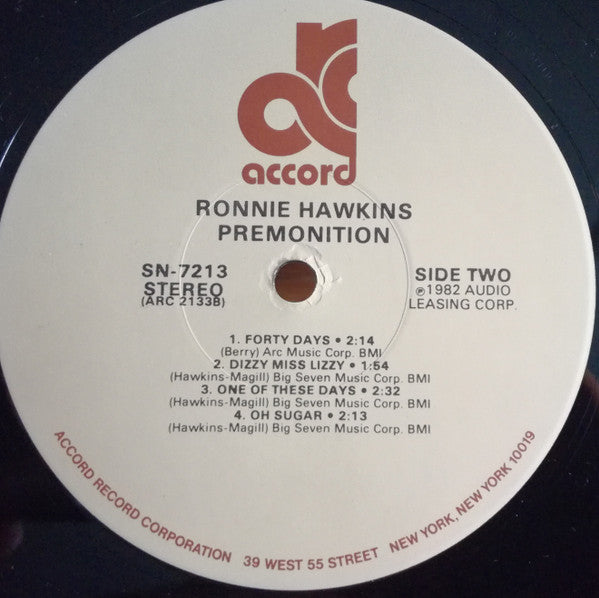 accord
RONNIE HAWKINS
PREMONITION
SN-7213
STEREO
(ARC 2133B)
SIDE TWO
℗1982 AUDIO
LEASING CORP.
1. FORTY DAYS • 2:14
(Berry) Arc Music Corp. BMI
2. DIZZY MISS LIZZY • 1:54
(Hawkins-Magill) Big Seven Music Corp. BMI
3. ONE OF THESE DAYS • 2:32
(Hawkins-Magill) Big Seven Music Corp. BMI
4. OH SUGAR • 2:13
(Hawkins-Magill) Big Seven Music Corp. BMI
ACCORD RECORD CORPORATION 39 WEST 55 STREET NEW YORK, NEW YORK 10019